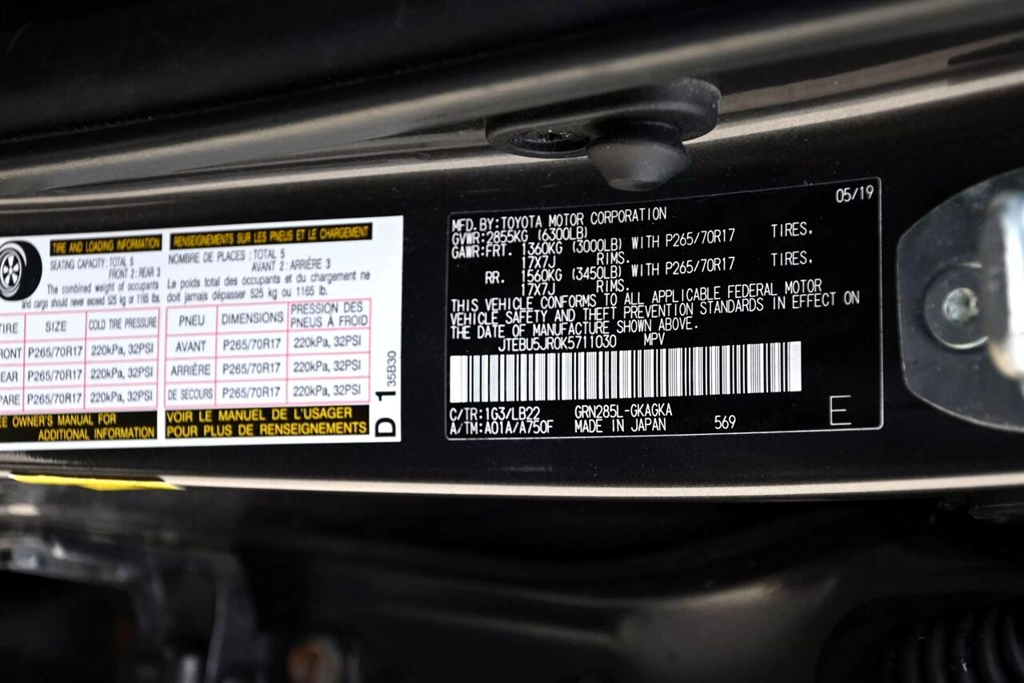 TIRE AND LOADING INFORMATION
SEATING CAPACITY: TOTAL 5
FRONT 2: REAR 3
The combined weight of occupants
and cargo should never exceed 525 kg or 1165 lbs.
TIRE SIZE COLD TIRE PRESSURE
RONT P265/70R17 220kPa, 32PSI
EAR P265/70R17 220kPa, 32PSI
PARE P265/70R17 220kPa, 32PSI
EE OWNER'S MANUAL FOR
ADDITIONAL INFORMATION
RENSEIGNEMENTS SUR LES PNEUS ET LE CHARGEMENT
NOMBRE DE PLACES : TOTAL 5
AVANT 2 : ARRIÈRE 3
Le poids total des occupants et du chargement ne
doit jamais dépasser 525 kg ou 1165 lb.
PNEU DIMENSIONS PRESSION DES PNEUS À FROID
AVANT P265/70R17 220kPa, 32PSI
ARRIÈRE P265/70R17 220kPa, 32PSI
DE SECOURS P265/70R17 220kPa, 32PSI
VOIR LE MANUEL DE L'USAGER
POUR PLUS DE RENSEIGNEMENTS
D 1 35B30
05/19
MFD. BY: TOYOTA MOTOR CORPORATION
GVWR: 2855KG (6300LB)
GAWR: FRT. 1360KG (3000LB) WITH P265/70R17 TIRES.
17X7J RIMS.
RR. 1560KG (3450LB) WITH P265/70R17 TIRES.
17X7J RIMS.
THIS VEHICLE CONFORMS TO ALL APPLICABLE FEDERAL MOTOR
VEHICLE SAFETY AND THEFT PREVENTION STANDARDS IN EFFECT ON
THE DATE OF MANUFACTURE SHOWN ABOVE.
JTEBU5JR0K5711030 MPV
C/TR: 1G3/LB22 GRN285L-GKAGKA
A/TM: A01A/A750F MADE IN JAPAN 569
E